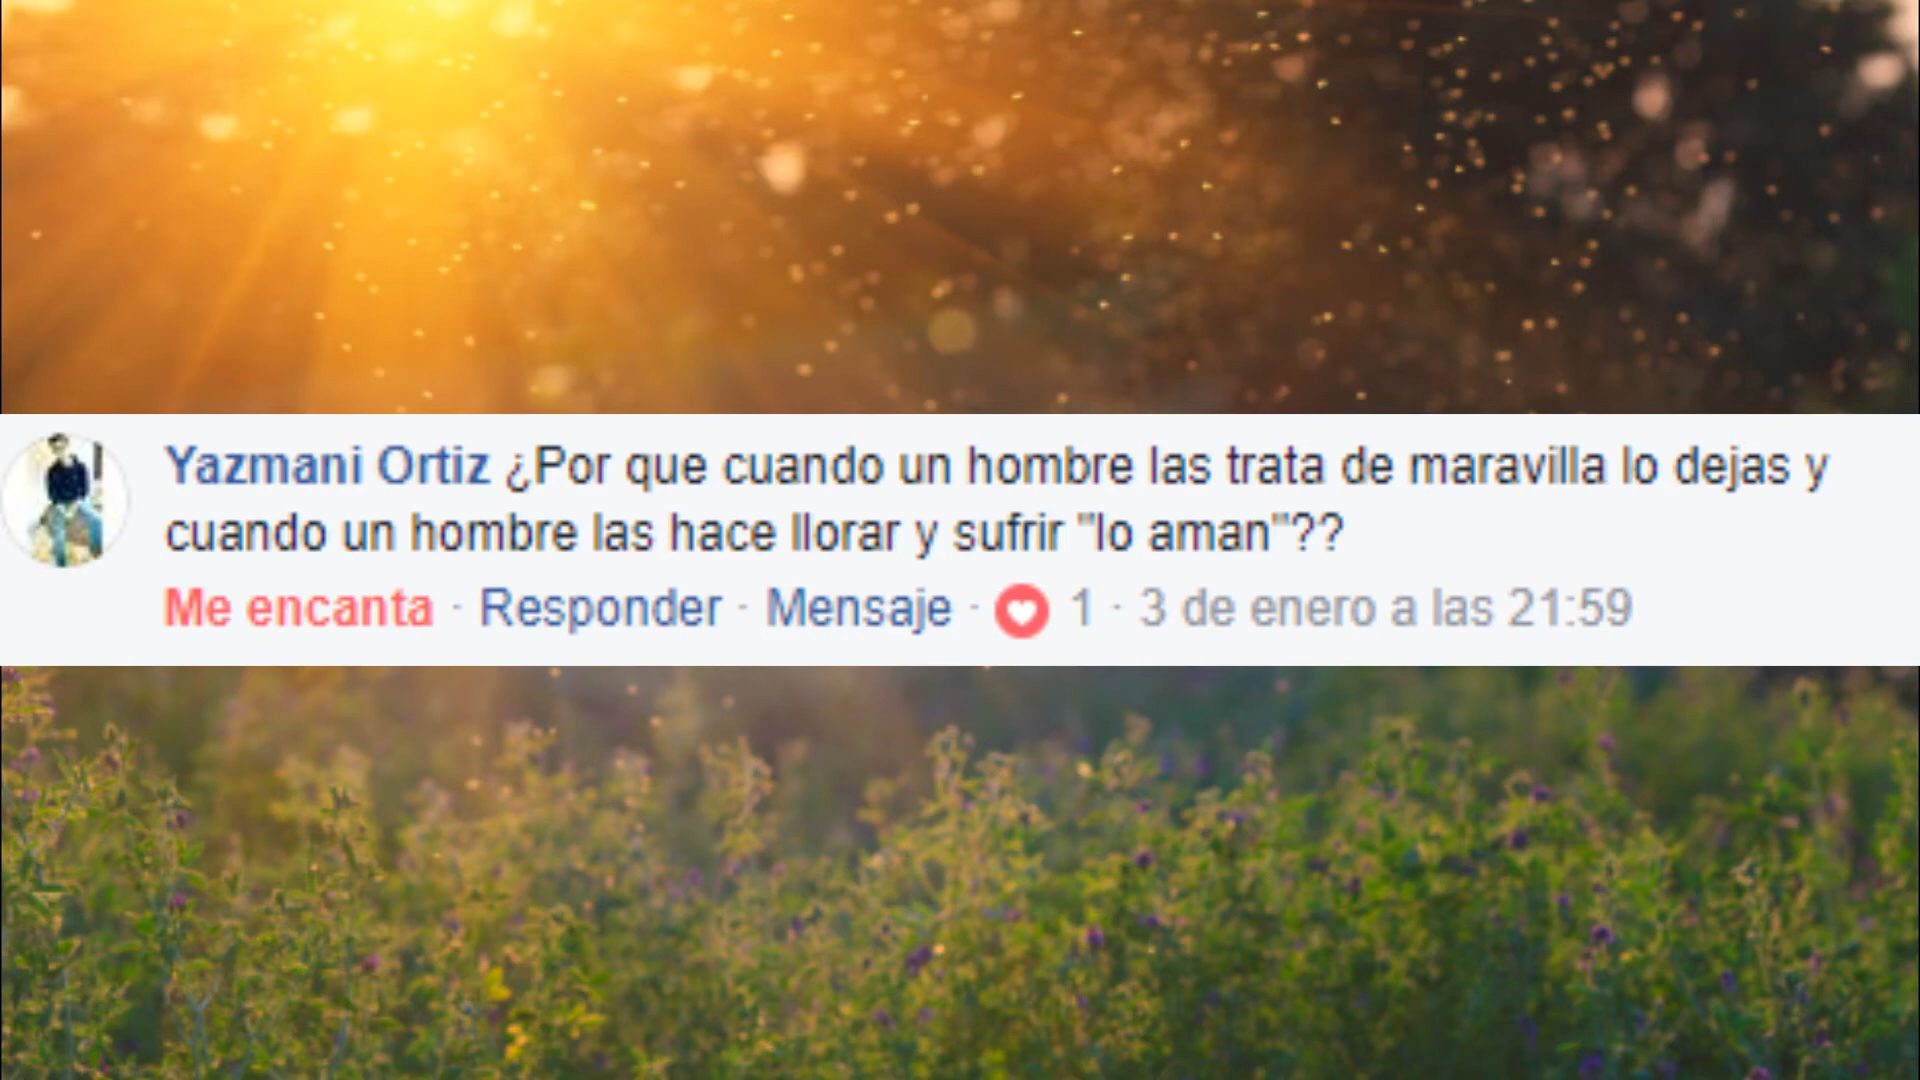 Yazmani Ortiz ¿Por que cuando un hombre las trata de maravilla lo dejas y
cuando un hombre las hace llorar y sufrir "lo aman"??
Me encanta · Responder · Mensaje · 1 · 3 de enero a las 21:59